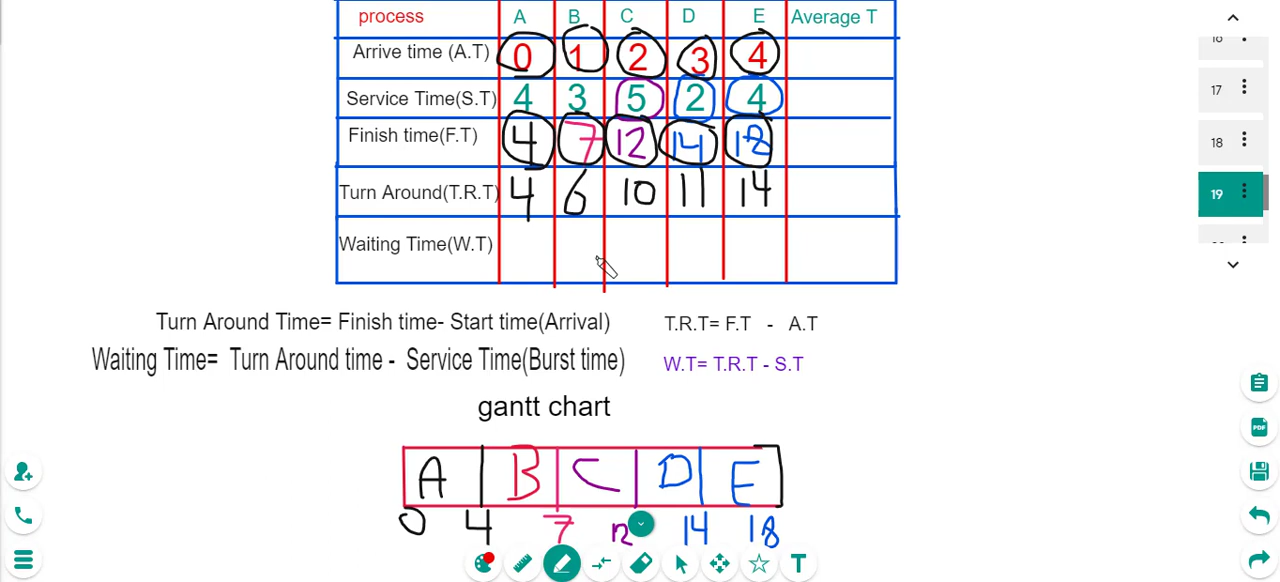 process A B C D E Average T
Arrive time (A.T) 0 1 2 3 4
Service Time(S.T) 4 3 5 2 4
Finish time(F.T) 4 7 12 14 18
Turn Around(T.R.T) 4 6 10 11 14
Waiting Time(W.T)
Turn Around Time= Finish time- Start time(Arrival) T.R.T= F.T - A.T
Waiting Time= Turn Around time - Service Time(Burst time) W.T= T.R.T - S.T
gantt chart
A B C D E
0 4 7 12 14 18
17
18
19
PDF
T